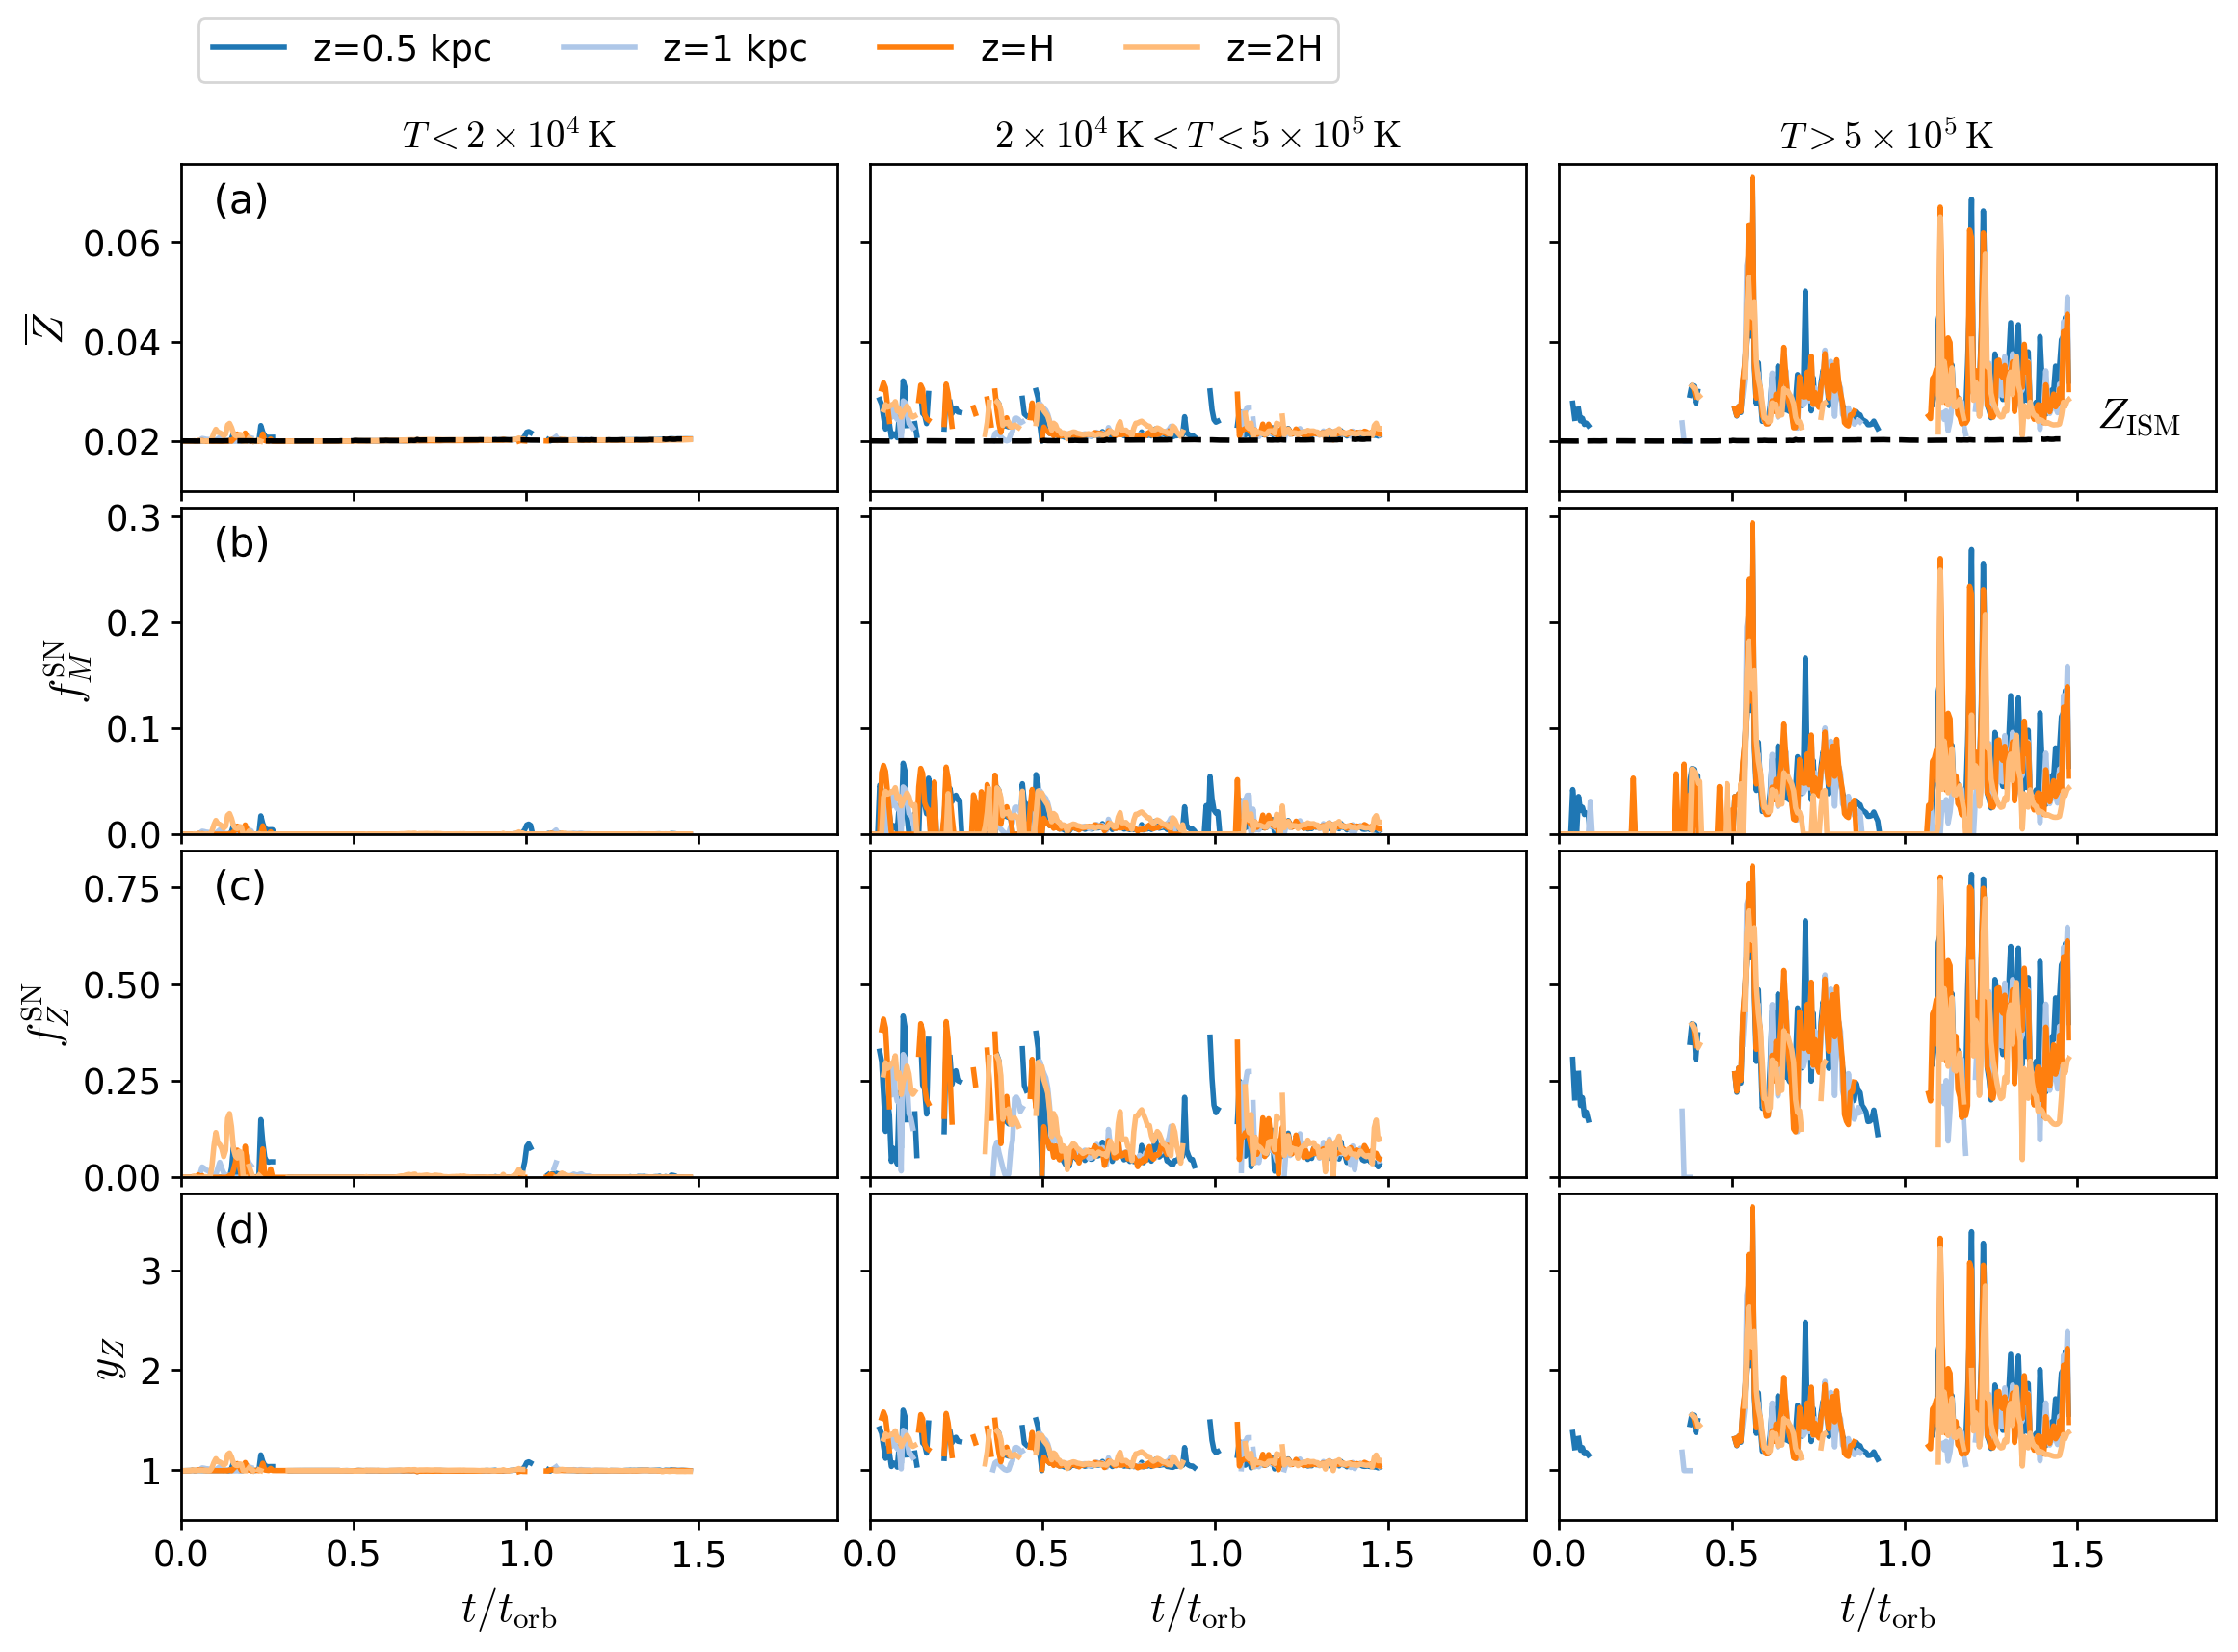 z=0.5 kpc z=1 kpc z=H z=2H
T < 2 × 10⁴ K 2 × 10⁴ K < T < 5 × 10⁵ K T > 5 × 10⁵ K
(a)
Z̅
0.06
0.04
0.02
Z_ISM
(b)
f_M^SN
0.3
0.2
0.1
0.0
(c)
f_Z^SN
0.75
0.50
0.25
0.00
(d)
y_Z
3
2
1
0.0 0.5 1.0 1.5 0.0 0.5 1.0 1.5 0.0 0.5 1.0 1.5
t/t_orb t/t_orb t/t_orb